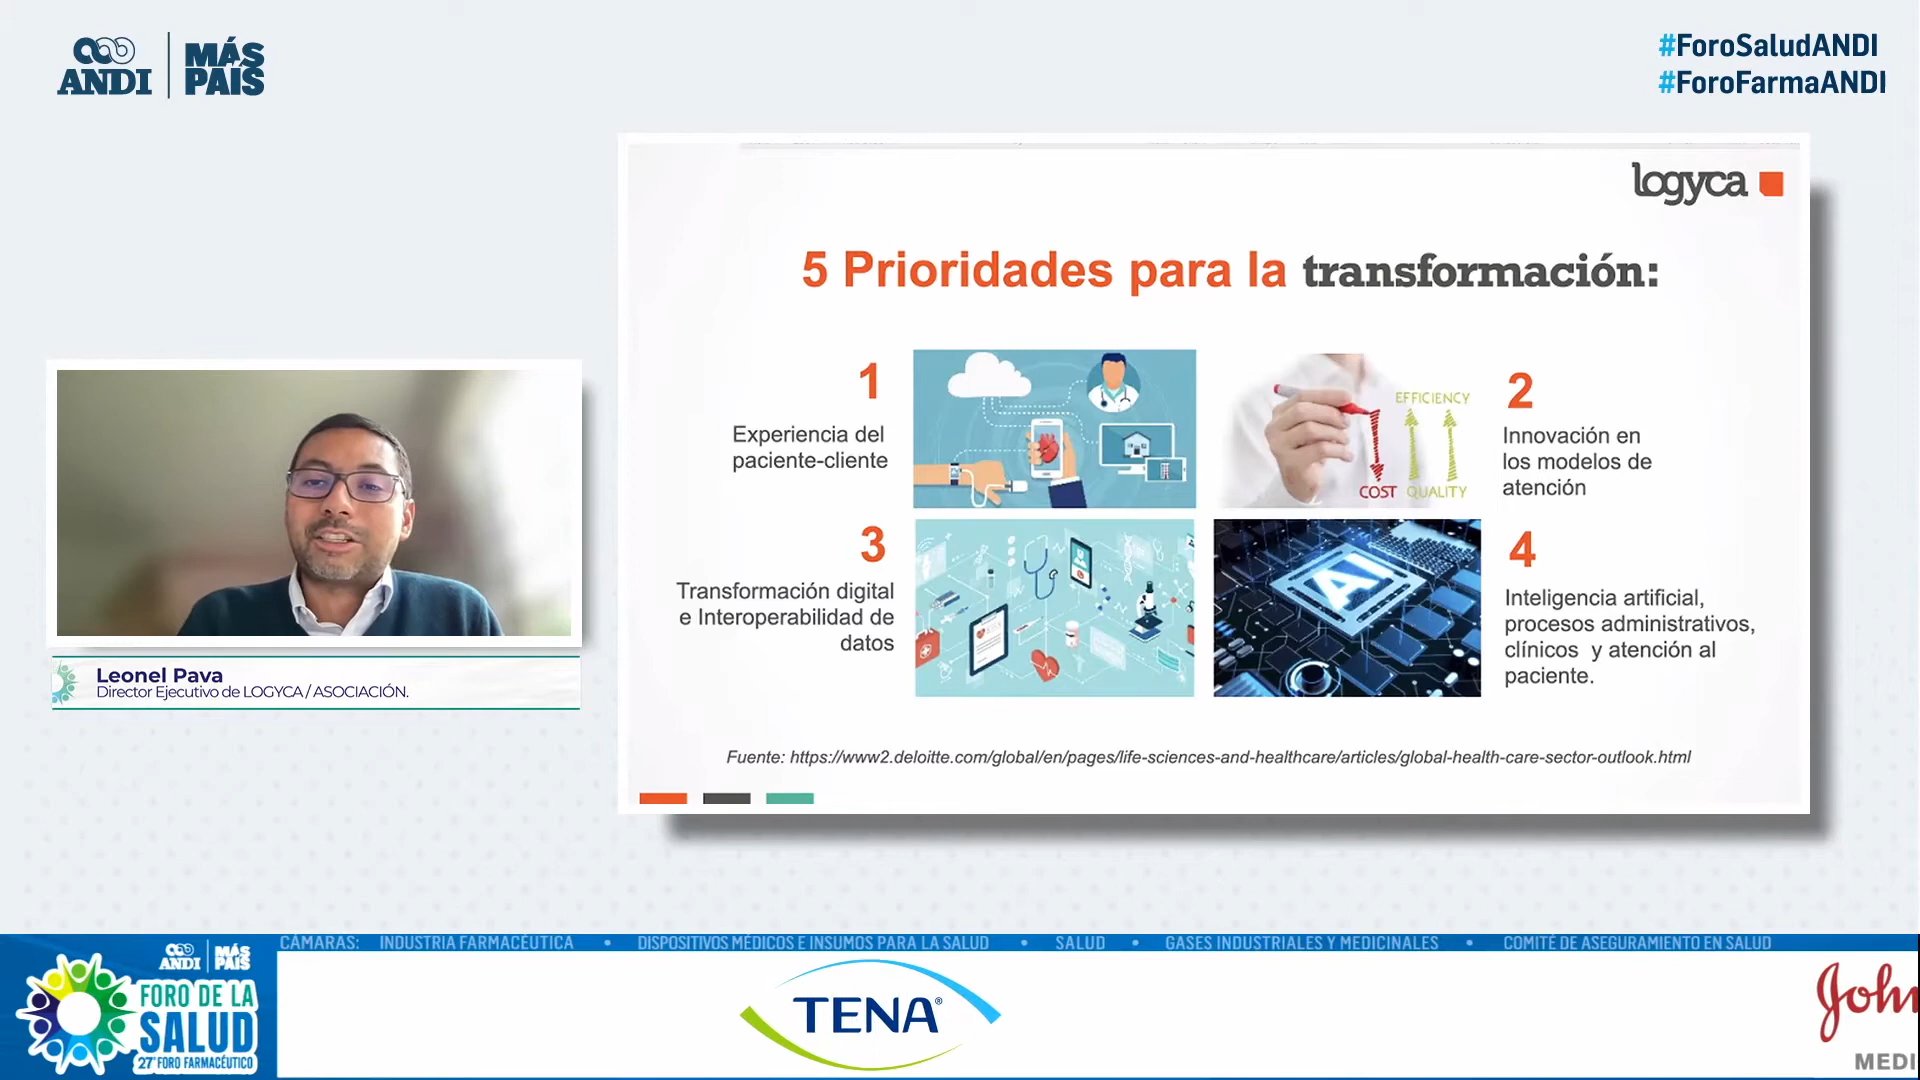 ANDI
MÁS
PAÍS
#ForoSaludANDI
#ForoFarmaANDI
logyca
5 Prioridades para la transformación:
1
Experiencia del
paciente-cliente
EFFICIENCY
COST QUALITY
2
Innovación en
los modelos de
atención
3
Transformación digital
e Interoperabilidad de
datos
AI
4
Inteligencia artificial,
procesos administrativos,
clínicos y atención al
paciente.
Fuente: https://www2.deloitte.com/global/en/pages/life-sciences-and-healthcare/articles/global-health-care-sector-outlook.html
Leonel Pava
Director Ejecutivo de LOGYCA / ASOCIACIÓN.
CÁMARAS: INDUSTRIA FARMACÉUTICA • DISPOSITIVOS MÉDICOS E INSUMOS PARA LA SALUD • SALUD • GASES INDUSTRIALES Y MEDICINALES • COMITÉ DE ASEGURAMIENTO EN SALUD
ANDI
MÁS
PAÍS
FORO DE LA
SALUD
27° FORO FARMACÉUTICO
TENA®
John
MEDI